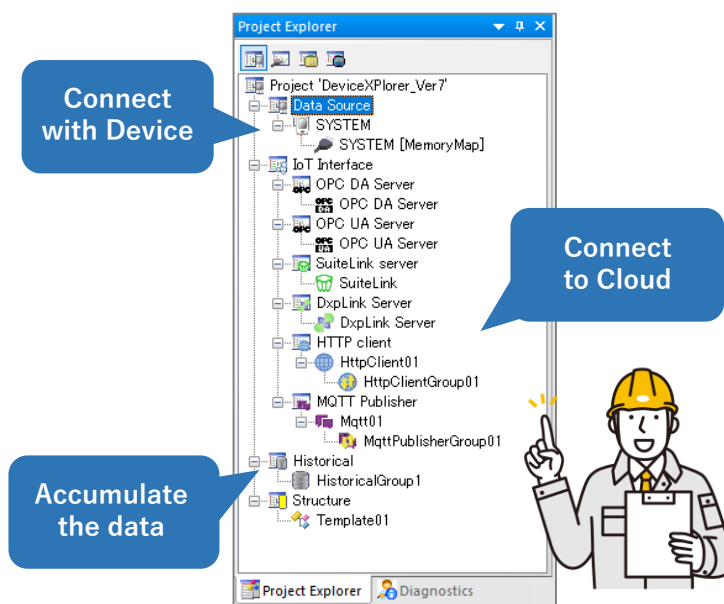 Project Explorer
Connect
with Device
Project 'DeviceXPlorer_Ver7'
Data Source
SYSTEM
SYSTEM [MemoryMap]
IoT Interface
OPC DA Server
OPC DA Server
OPC UA Server
OPC UA Server
SuiteLink server
SuiteLink
DxpLink Server
DxpLink Server
HTTP client
HttpClient01
HttpClientGroup01
MQTT Publisher
Mqtt01
MqttPublisherGroup01
Connect
to Cloud
Historical
HistoricalGroup1
Structure
Template01
Accumulate
the data
Project Explorer
Diagnostics